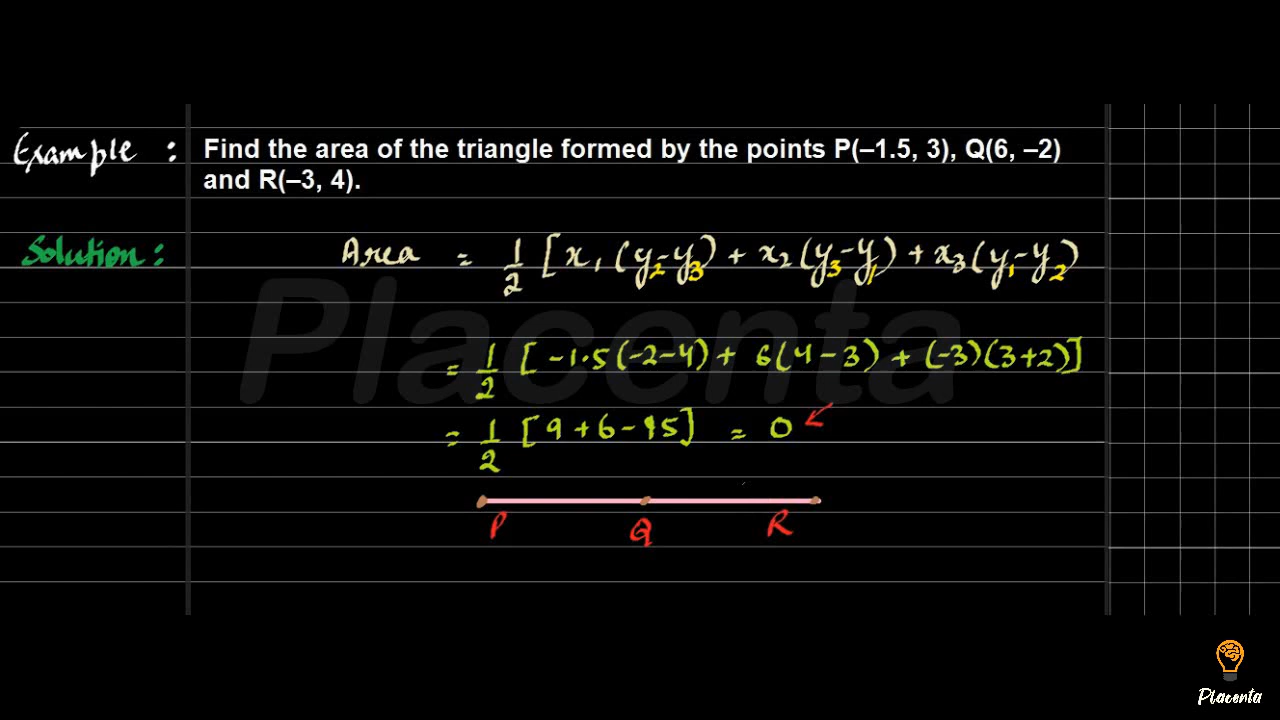 Example : Find the area of the triangle formed by the points P(–1.5, 3), Q(6, –2)
and R(–3, 4).
Solution: Area = 1/2 [x₁(y₂-y₃) + x₂(y₃-y₁) + x₃(y₁-y₂)
= 1/2 [-1.5(-2-4) + 6(4-3) + (-3)(3+2)]
= 1/2 [9+6-15] = 0
P Q R
Placenta
Placenta